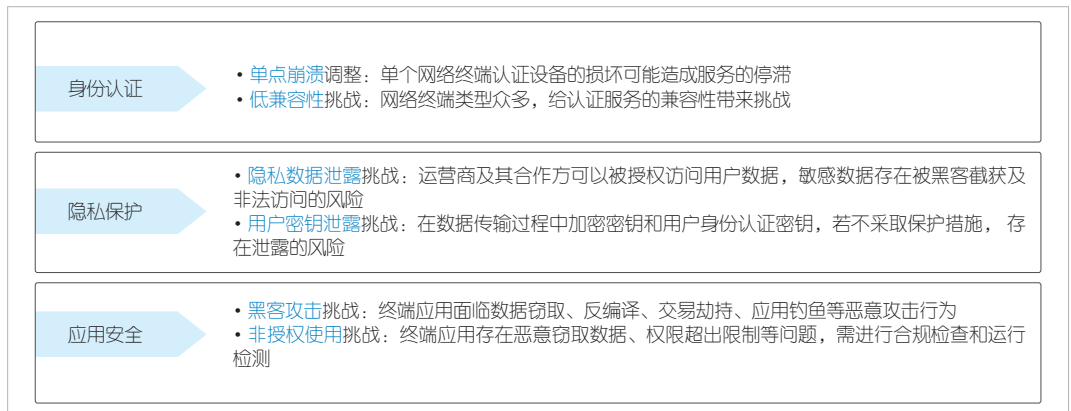 身份认证
• 单点崩溃调整：单个网络终端认证设备的损坏可能造成服务的停滞
• 低兼容性挑战：网络终端类型众多，给认证服务的兼容性带来挑战
隐私保护
• 隐私数据泄露挑战：运营商及其合作方可以被授权访问用户数据，敏感数据存在被黑客截获及
非法访问的风险
• 用户密钥泄露挑战：在数据传输过程中加密密钥和用户身份认证密钥，若不采取保护措施， 存
在泄露的风险
应用安全
• 黑客攻击挑战：终端应用面临数据窃取、反编译、交易劫持、应用钓鱼等恶意攻击行为
• 非授权使用挑战：终端应用存在恶意窃取数据、权限超出限制等问题，需进行合规检查和运行
检测